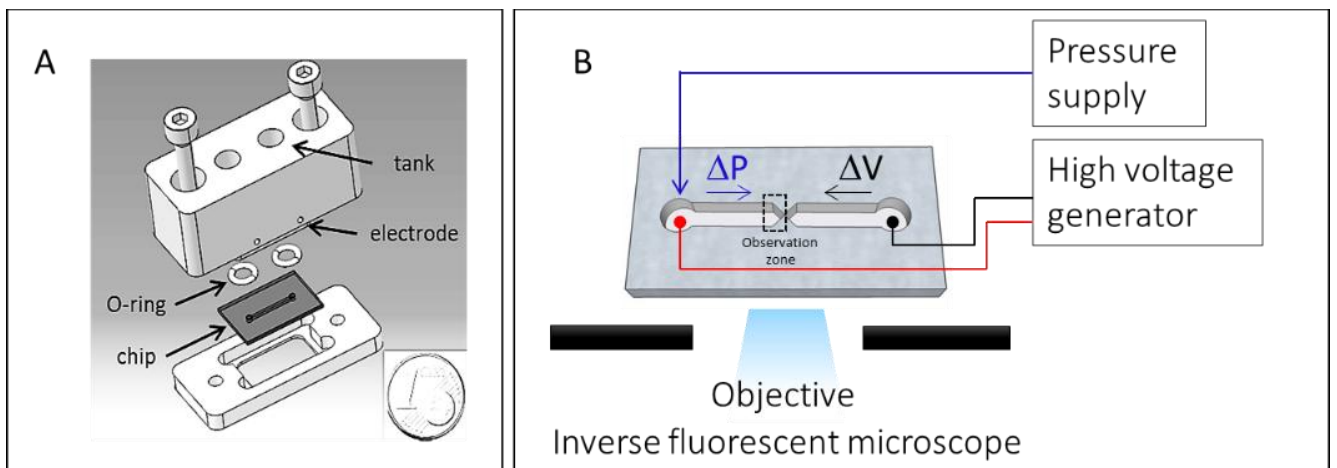 A
tank
electrode
O-ring
chip
B
Pressure
supply
ΔP
ΔV
High voltage
generator
Observation
zone
Objective
Inverse fluorescent microscope